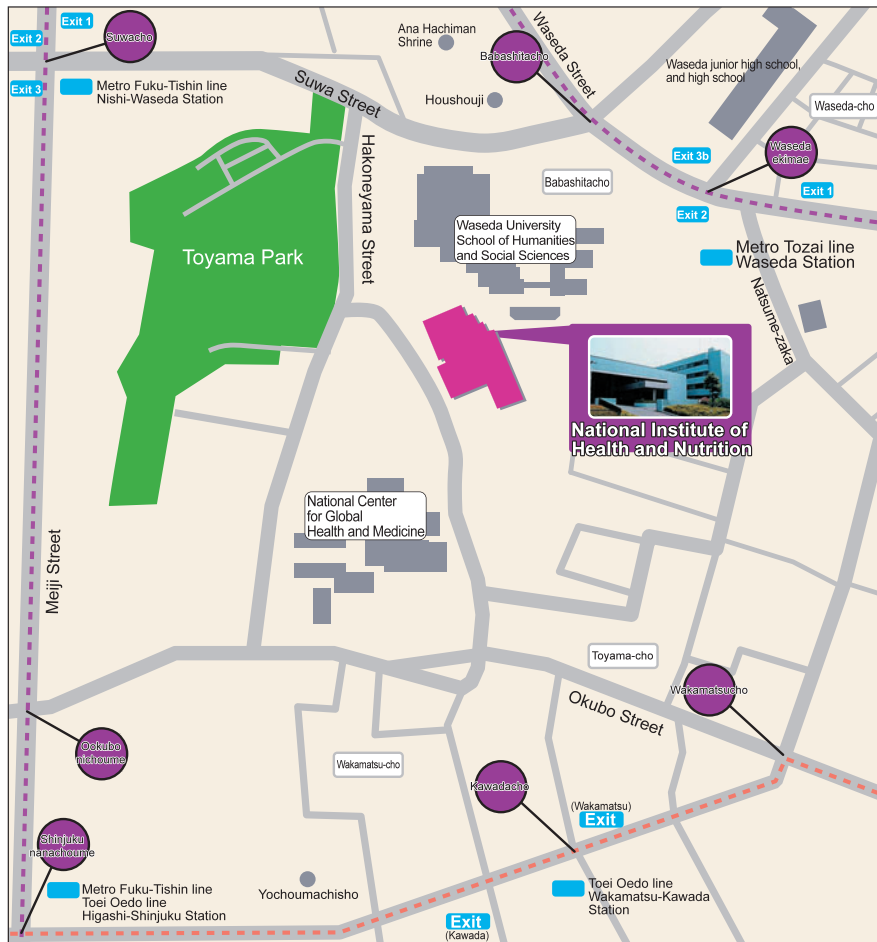 Exit 1
Exit 2
Suwacho
Exit 3
Metro Fuku-Tishin line
Nishi-Waseda Station
Suwa Street
Ana Hachiman
Shrine
Houshouji
Babashitacho
Waseda Street
Waseda junior high school,
and high school
Waseda-cho
Exit 3b
Waseda
ekimae
Exit 1
Exit 2
Babashitacho
Hakoneyama Street
Toyama Park
Waseda University
School of Humanities
and Social Sciences
Metro Tozai line
Waseda Station
Natsume-zaka
National Institute of
Health and Nutrition
National Center
for Global
Health and Medicine
Meiji Street
Toyama-cho
Wakamatsucho
Okubo Street
Ookubo
nichoume
Wakamatsu-cho
Kawadacho
(Wakamatsu)
Exit
Shinjuku
nanachoume
Metro Fuku-Tishin line
Toei Oedo line
Higashi-Shinjuku Station
Yochoumachisho
Toei Oedo line
Wakamatsu-Kawada
Station
Exit
(Kawada)